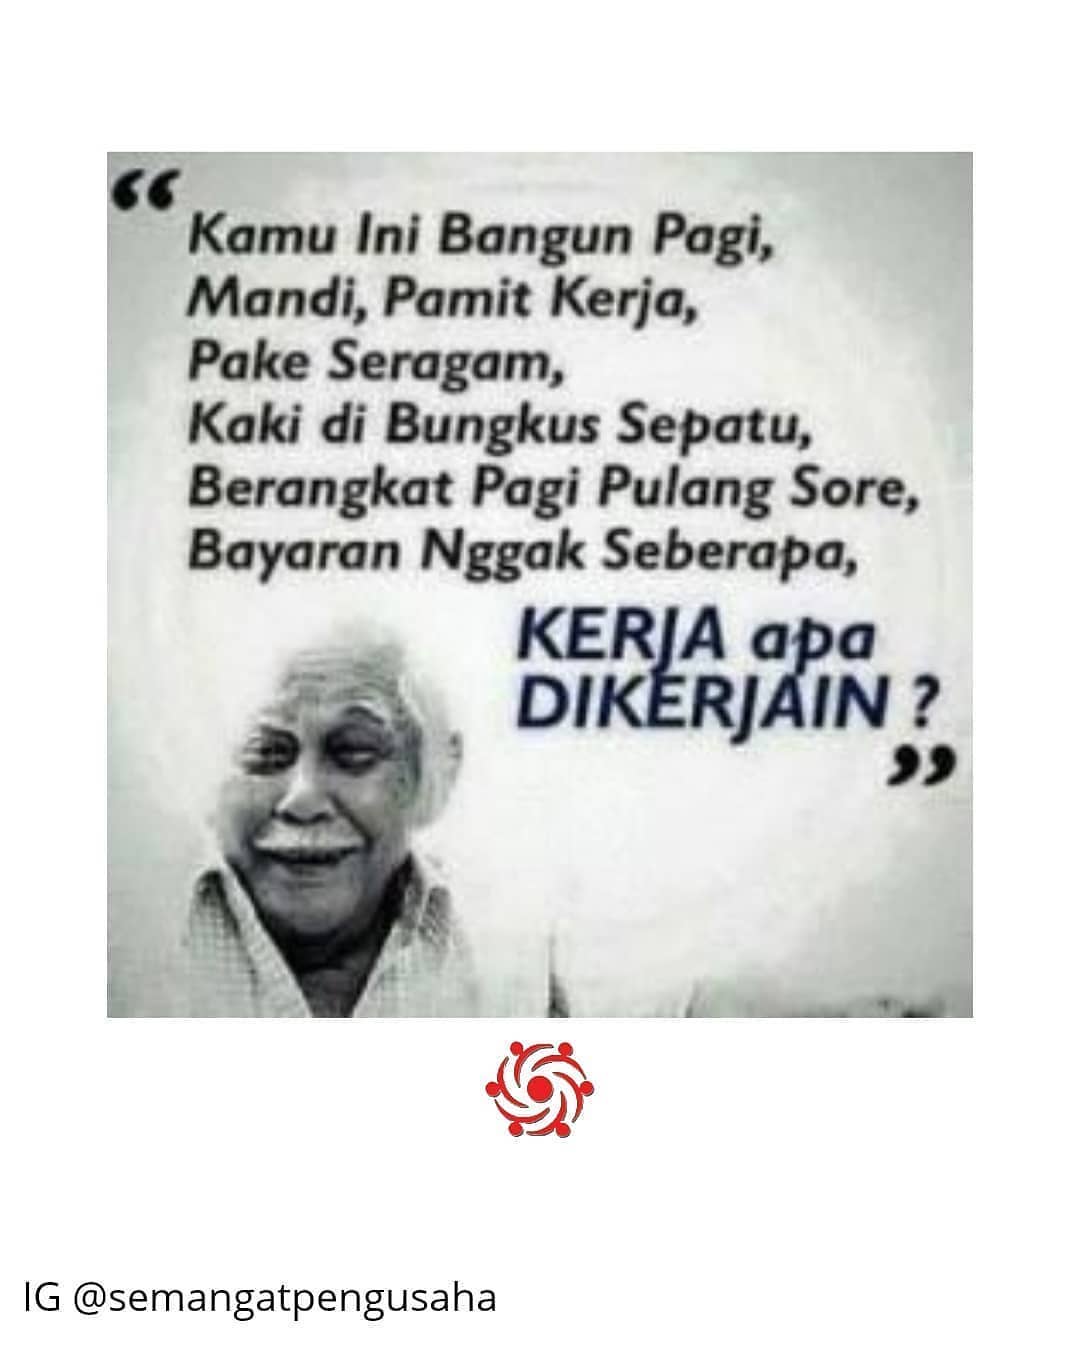 “ Kamu Ini Bangun Pagi,
Mandi, Pamit Kerja,
Pake Seragam,
Kaki di Bungkus Sepatu,
Berangkat Pagi Pulang Sore,
Bayaran Nggak Seberapa,
KERJA apa
DIKERJAIN ?
”
IG @semangatpengusaha